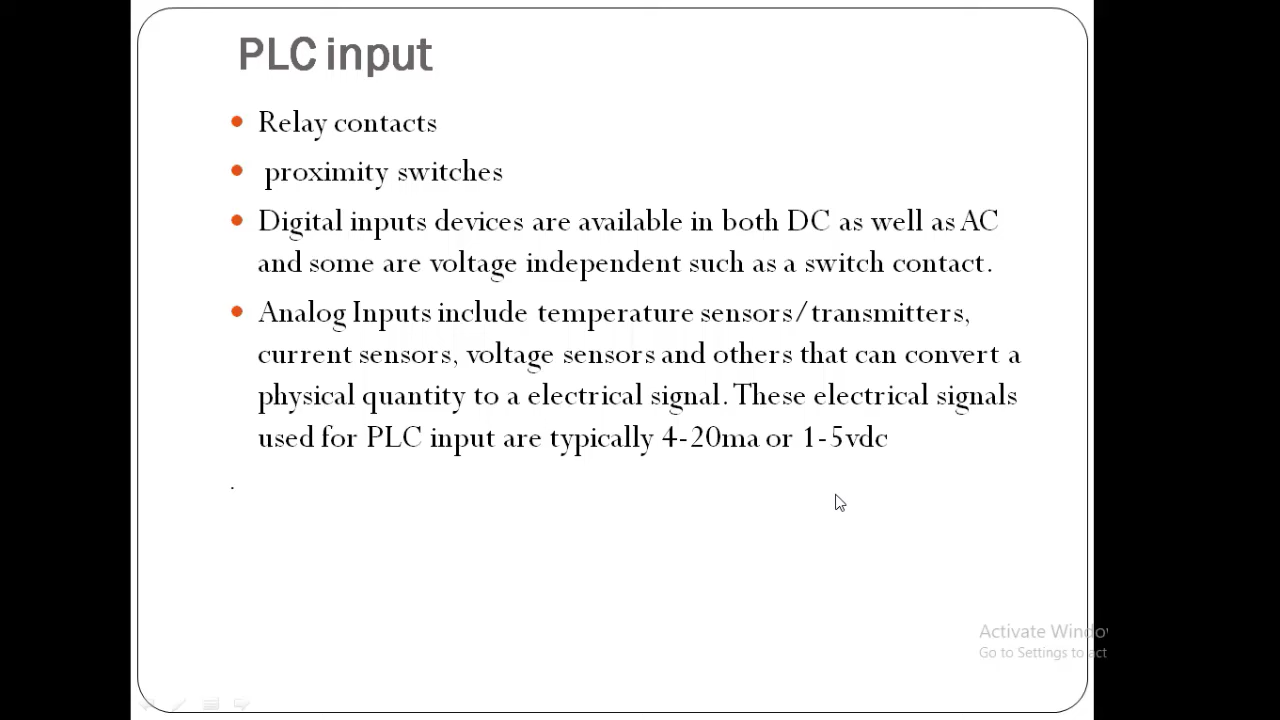 PLC input
Relay contacts
proximity switches
Digital inputs devices are available in both DC as well as AC
and some are voltage independent such as a switch contact.
Analog Inputs include temperature sensors/transmitters,
current sensors, voltage sensors and others that can convert a
physical quantity to a electrical signal. These electrical signals
used for PLC input are typically 4-20ma or 1-5vdc
.
Activate Windo
Go to Settings to act